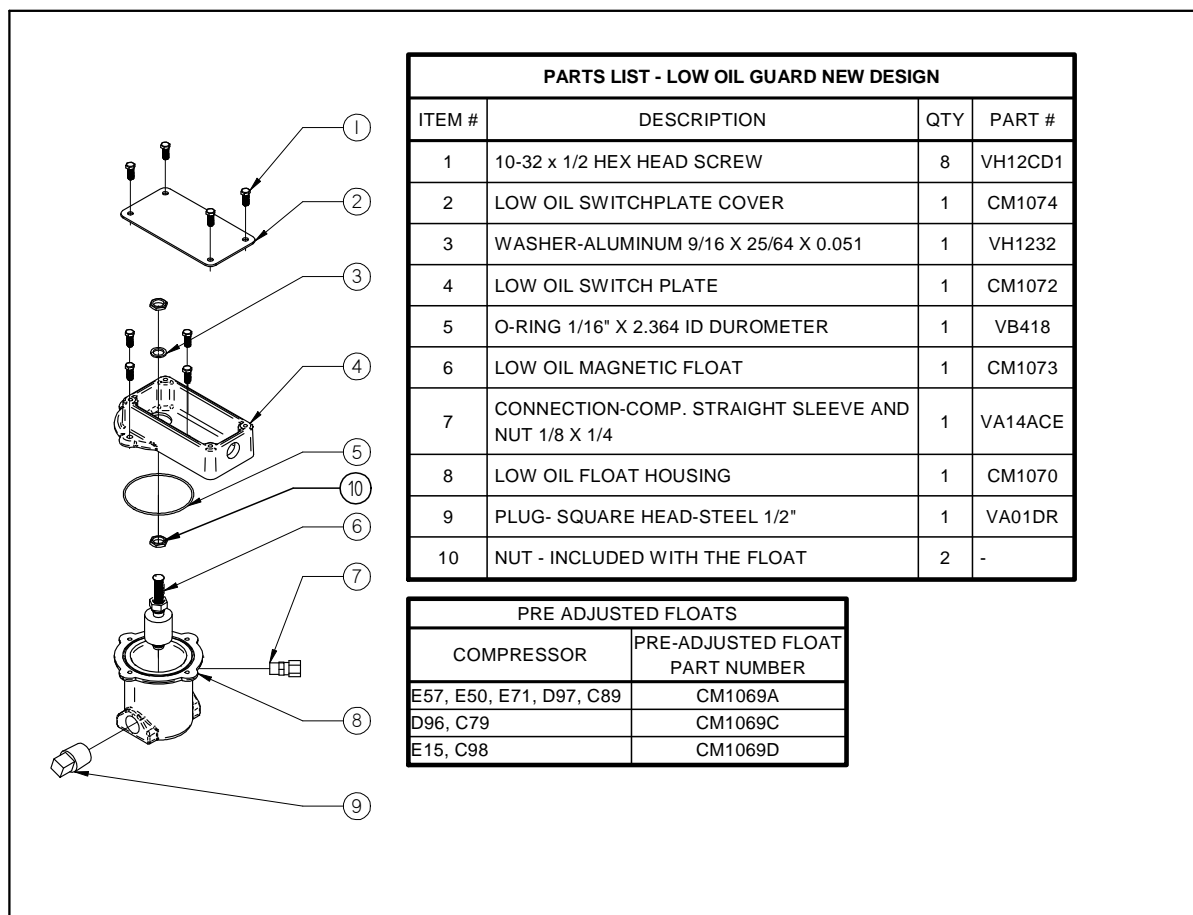 PARTS LIST - LOW OIL GUARD NEW DESIGN
ITEM # DESCRIPTION QTY PART #
1 10-32 x 1/2 HEX HEAD SCREW 8 VH12CD1
2 LOW OIL SWITCHPLATE COVER 1 CM1074
3 WASHER-ALUMINUM 9/16 X 25/64 X 0.051 1 VH1232
4 LOW OIL SWITCH PLATE 1 CM1072
5 O-RING 1/16" X 2.364 ID DUROMETER 1 VB418
6 LOW OIL MAGNETIC FLOAT 1 CM1073
7 CONNECTION-COMP. STRAIGHT SLEEVE AND
NUT 1/8 X 1/4 1 VA14ACE
8 LOW OIL FLOAT HOUSING 1 CM1070
9 PLUG- SQUARE HEAD-STEEL 1/2" 1 VA01DR
10 NUT - INCLUDED WITH THE FLOAT 2 -
PRE ADJUSTED FLOATS
COMPRESSOR PRE-ADJUSTED FLOAT
PART NUMBER
E57, E50, E71, D97, C89 CM1069A
D96, C79 CM1069C
E15, C98 CM1069D
1
2
3
4
5
10
6
7
8
9